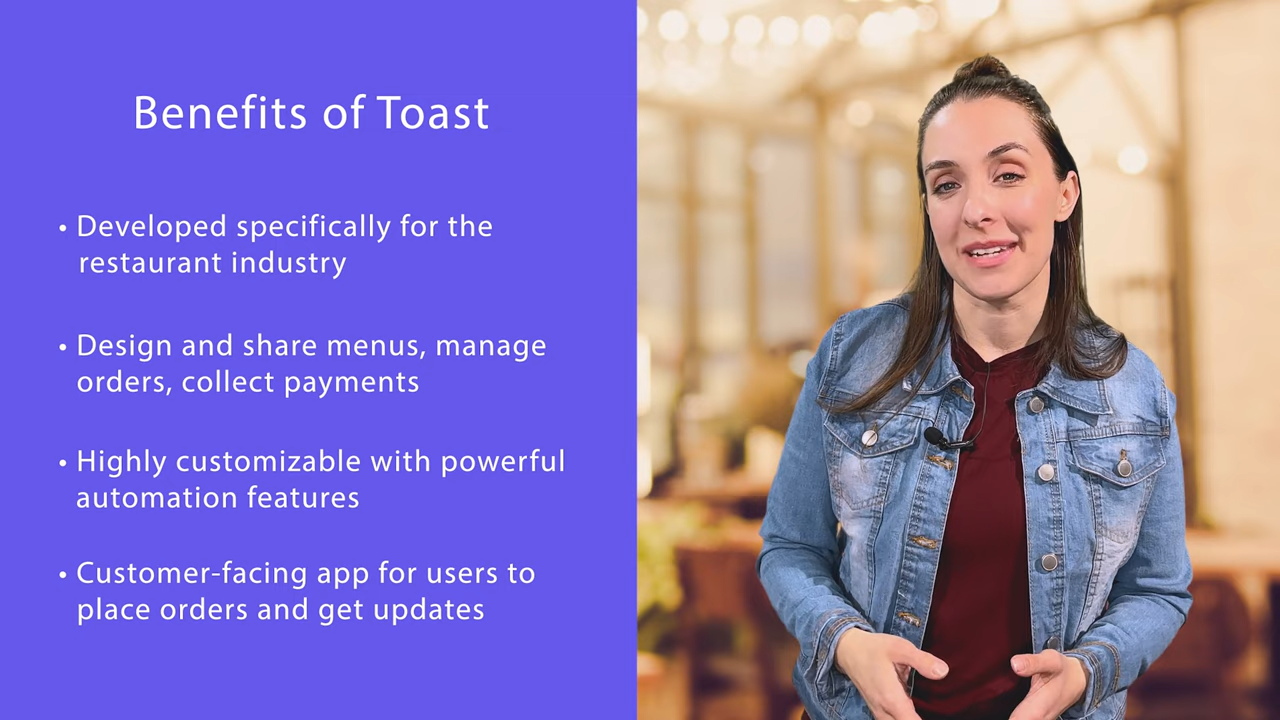 Benefits of Toast
• Developed specifically for the
restaurant industry
• Design and share menus, manage
orders, collect payments
• Highly customizable with powerful
automation features
• Customer-facing app for users to
place orders and get updates